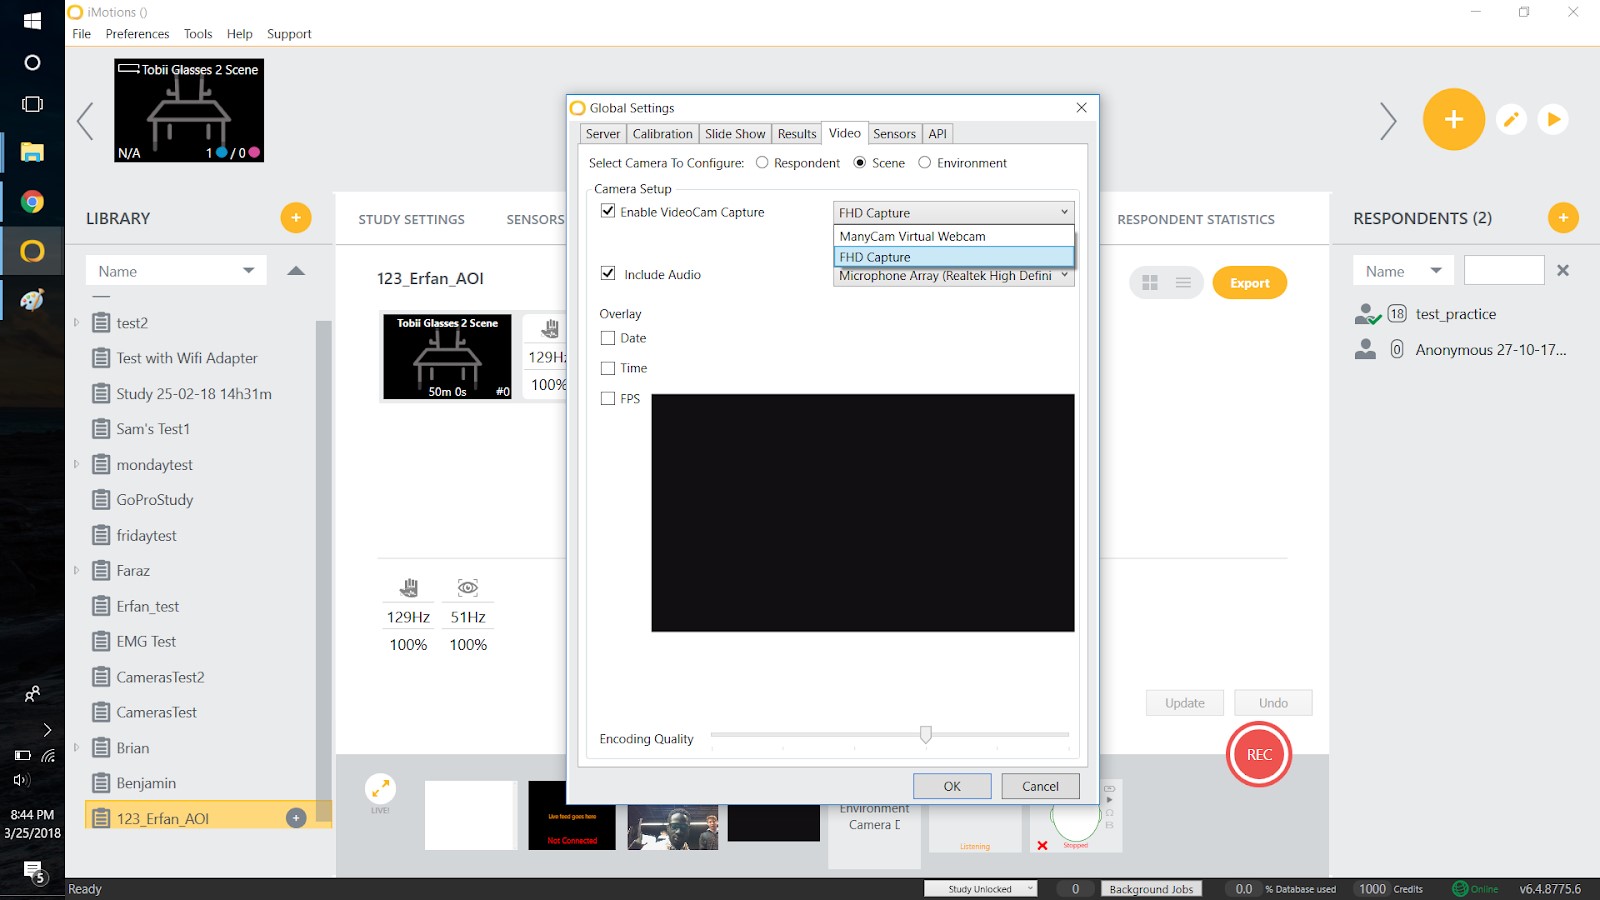 iMotions ()
File Preferences Tools Help Support
Tobii Glasses 2 Scene
N/A 1 / 0
LIBRARY
Name
test2
Test with Wifi Adapter
Study 25-02-18 14h31m
Sam's Test1
mondaytest
GoProStudy
fridaytest
Faraz
Erfan_test
EMG Test
CamerasTest2
CamerasTest
Brian
Benjamin
123_Erfan_AOI
STUDY SETTINGS SENSORS RESPONDENT STATISTICS
123_Erfan_AOI
Export
Tobii Glasses 2 Scene
50m 0s #0
129Hz
100%
129Hz 51Hz
100% 100%
Update Undo
REC
Global Settings
Server Calibration Slide Show Results Video Sensors API
Select Camera To Configure: Respondent Scene Environment
Camera Setup
Enable VideoCam Capture FHD Capture
ManyCam Virtual Webcam
FHD Capture
Include Audio Microphone Array (Realtek High Defini
Overlay
Date
Time
FPS
Encoding Quality
OK Cancel
RESPONDENTS (2)
Name
18 test_practice
0 Anonymous 27-10-17...
LIVE!
Live feed goes here
Not Connected
Environment
Camera D
Listening
Stopped
8:44 PM
3/25/2018
5
Ready Study Unlocked 0 Background Jobs 0.0 % Database used 1000 Credits Online v6.4.8775.6